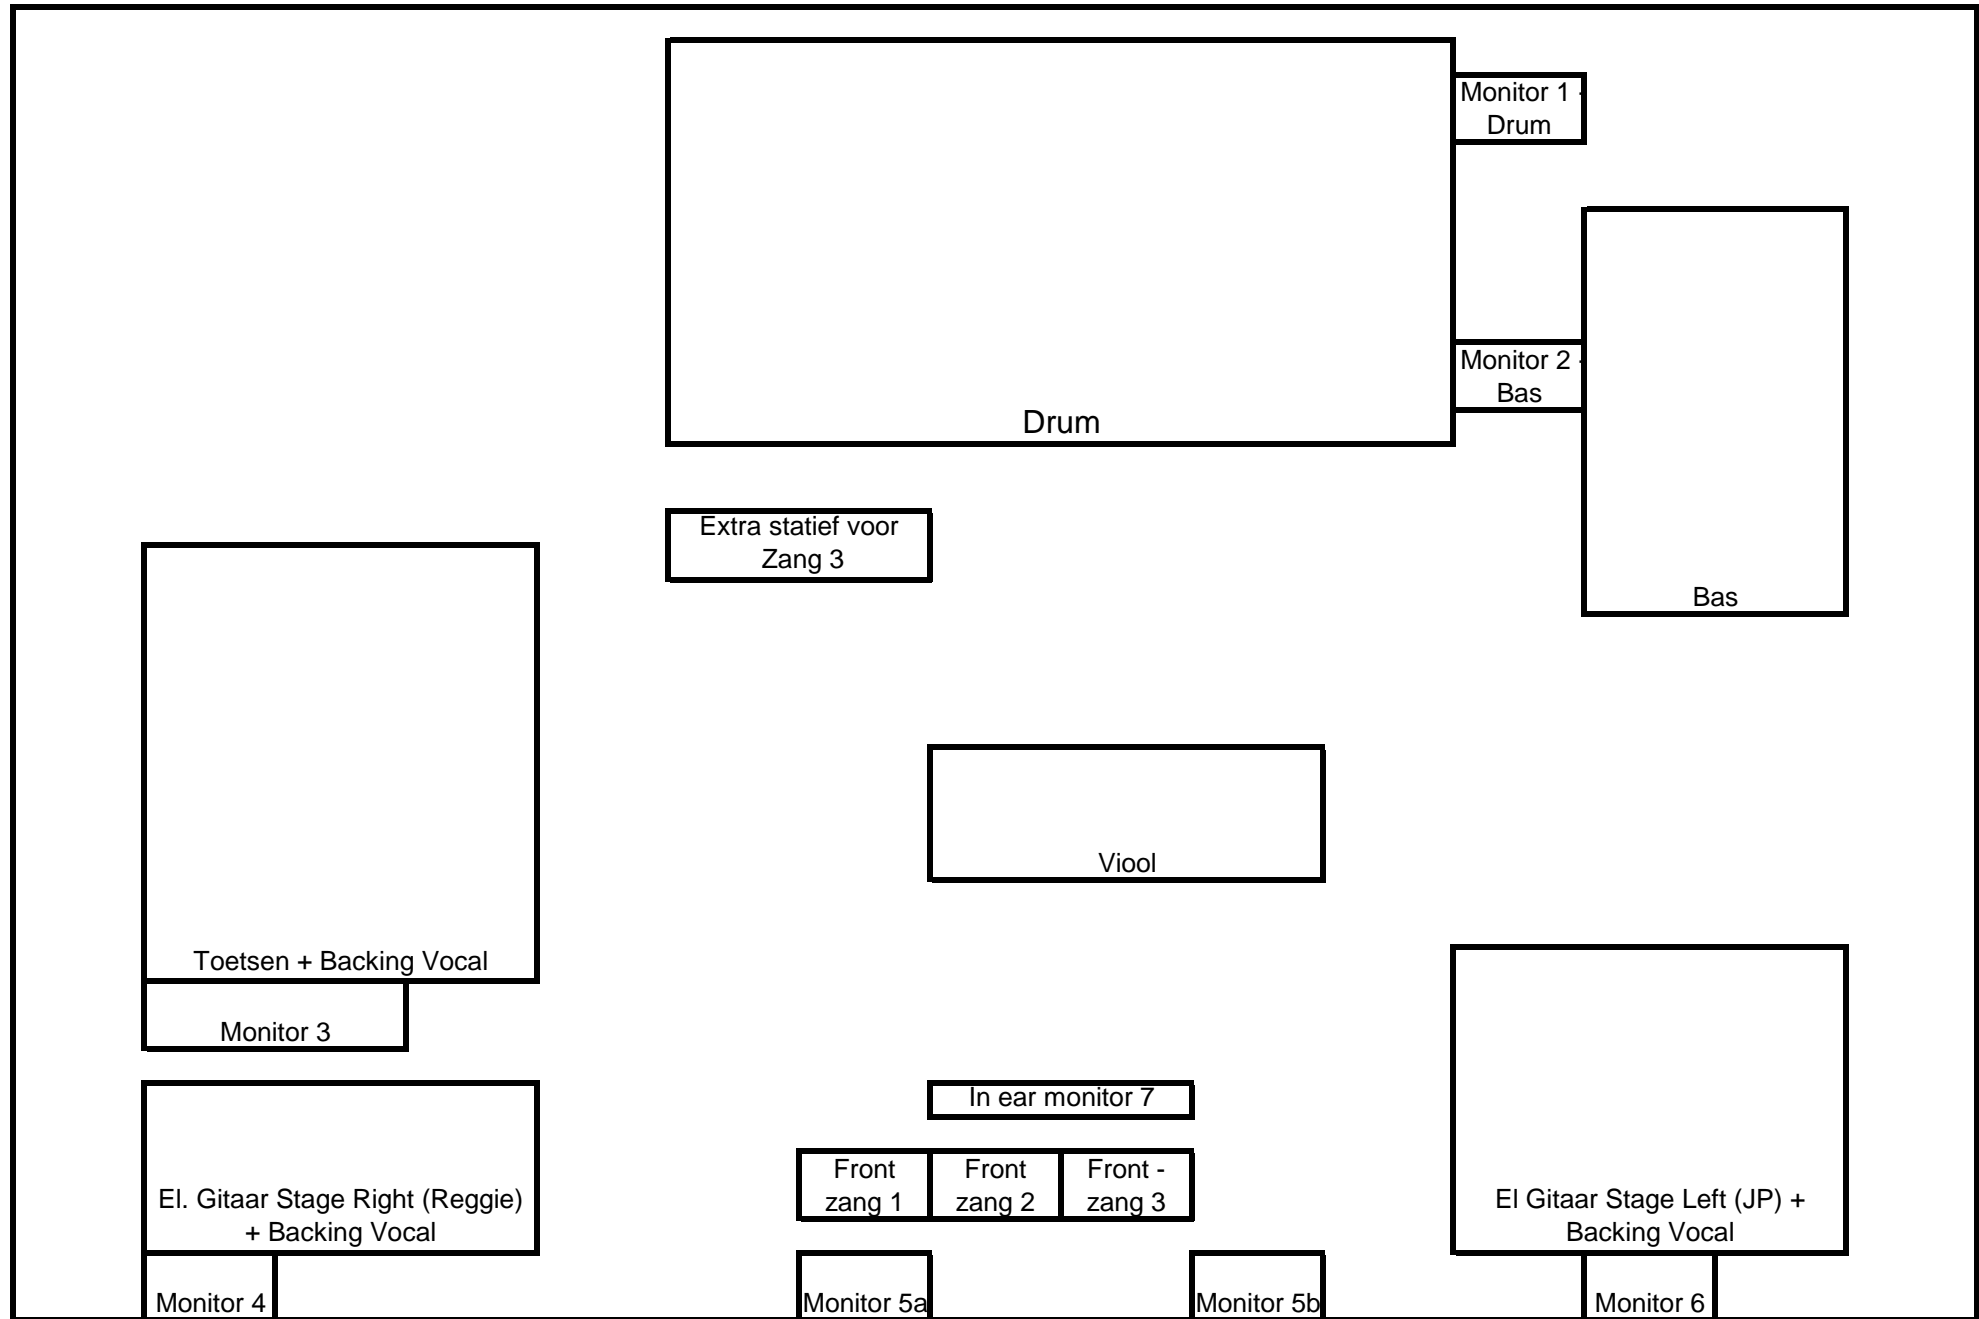 Monitor 1 -
Drum
Monitor 2 -
Bas
Drum
Extra statief voor
Zang 3
Bas
Viool
Toetsen + Backing Vocal
Monitor 3
In ear monitor 7
Front
zang 1
Front
zang 2
Front -
zang 3
El. Gitaar Stage Right (Reggie)
+ Backing Vocal
El Gitaar Stage Left (JP) +
Backing Vocal
Monitor 4
Monitor 5a
Monitor 5b
Monitor 6